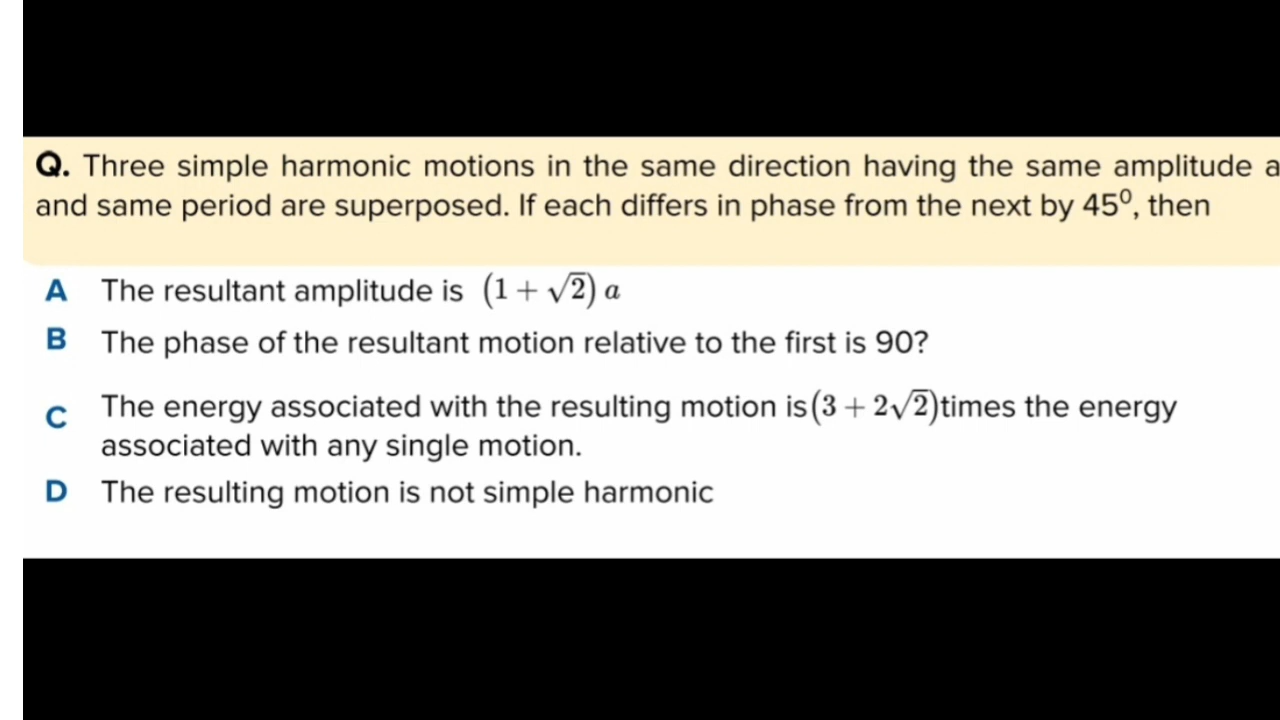 Q. Three simple harmonic motions in the same direction having the same amplitude a
and same period are superposed. If each differs in phase from the next by 45⁰, then
A The resultant amplitude is (1 + √2) a
B The phase of the resultant motion relative to the first is 90?
C The energy associated with the resulting motion is(3 + 2√2)times the energy
associated with any single motion.
D The resulting motion is not simple harmonic